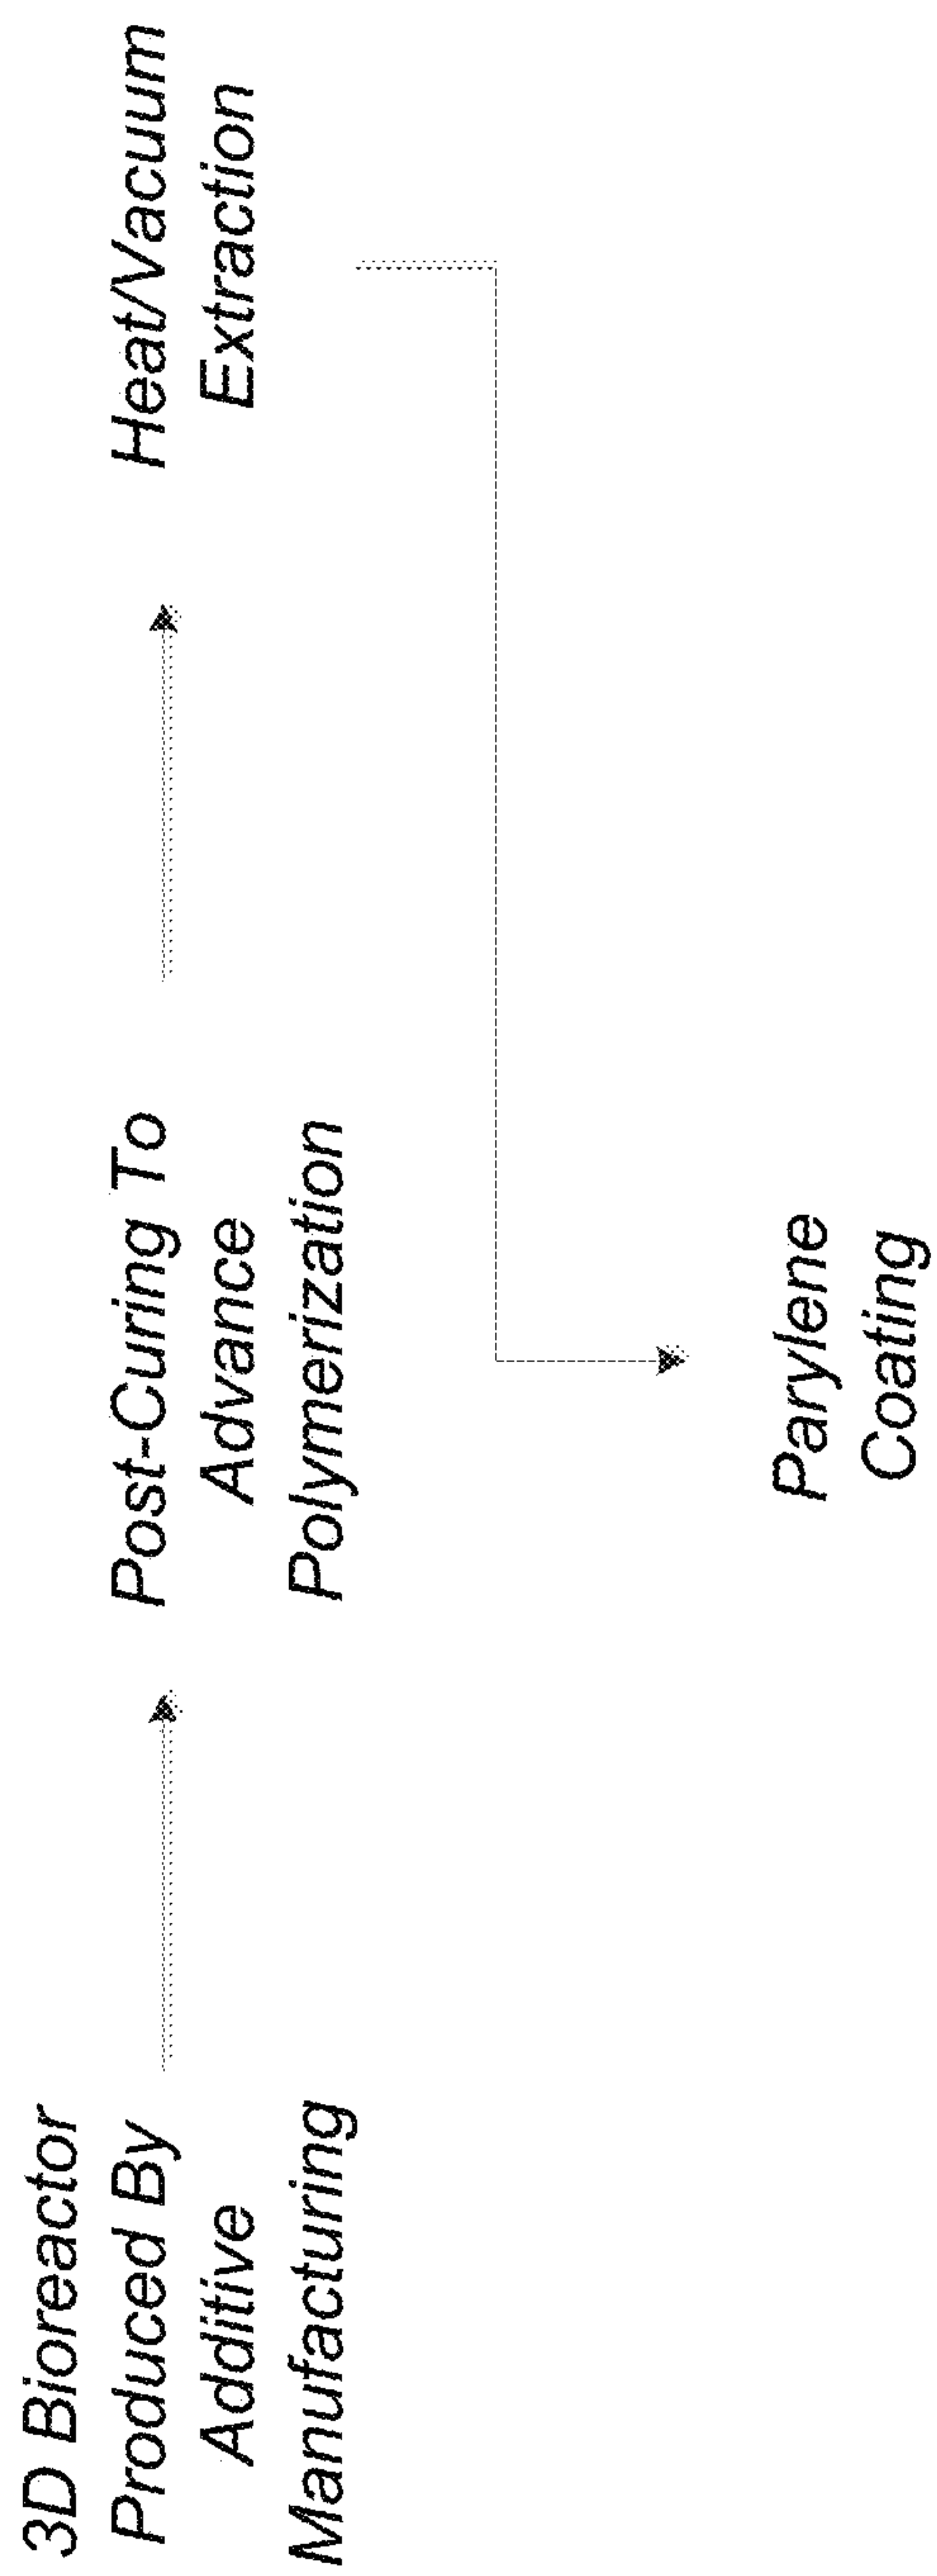 3D Bioreactor
Produced By
Additive
Manufacturing
Post-Curing To
Advance
Polymerization
Heat/Vacuum
Extraction
Parylene
Coating